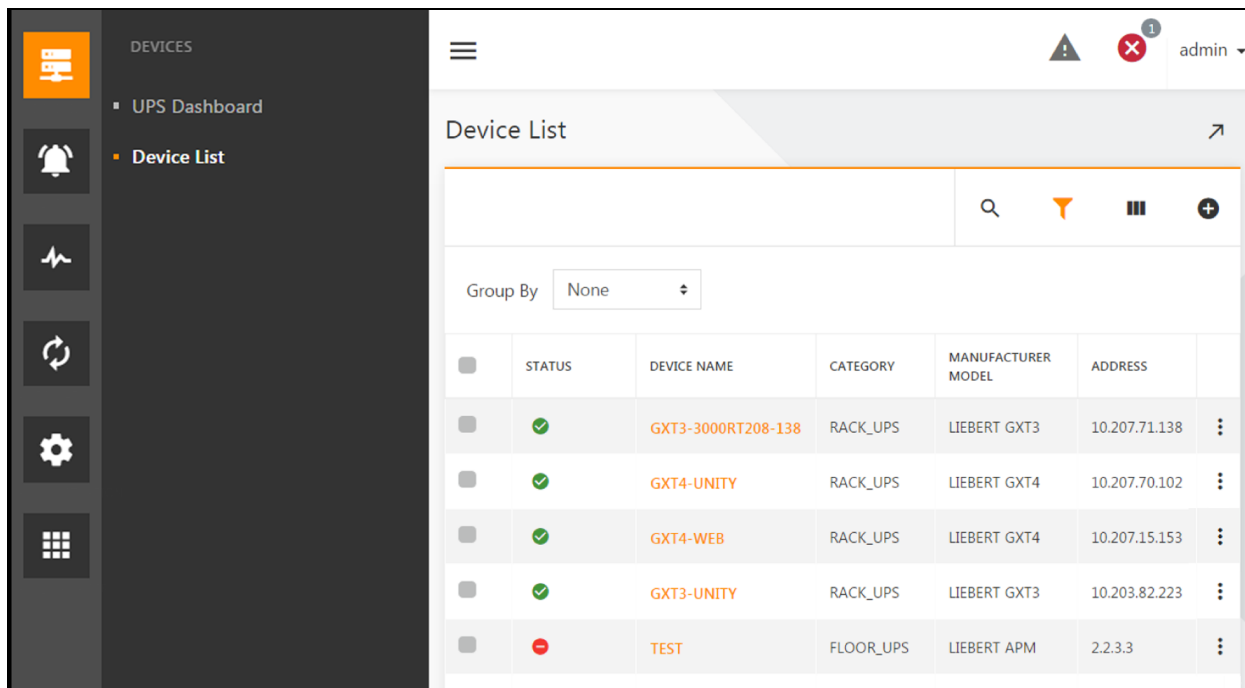 DEVICES
UPS Dashboard
Device List
1
admin
Device List
Group By None
STATUS DEVICE NAME CATEGORY MANUFACTURER MODEL ADDRESS
GXT3-3000RT208-138 RACK_UPS LIEBERT GXT3 10.207.71.138
GXT4-UNITY RACK_UPS LIEBERT GXT4 10.207.70.102
GXT4-WEB RACK_UPS LIEBERT GXT4 10.207.15.153
GXT3-UNITY RACK_UPS LIEBERT GXT3 10.203.82.223
TEST FLOOR_UPS LIEBERT APM 2.2.3.3